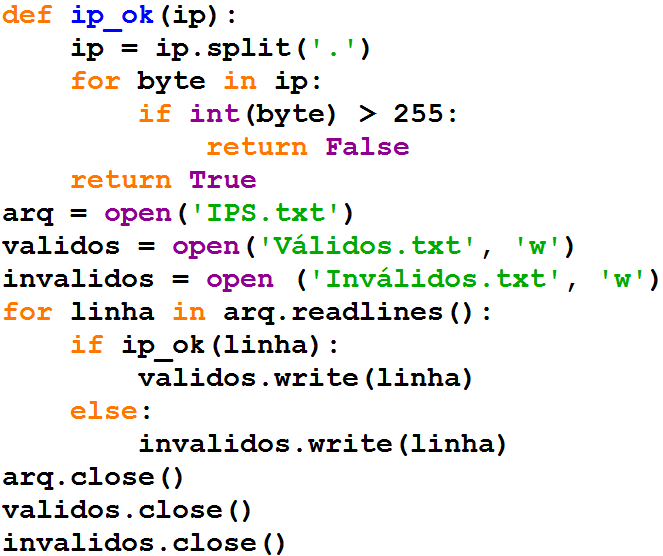 def ip_ok(ip):
    ip = ip.split('.')
    for byte in ip:
        if int(byte) > 255:
            return False
    return True
arq = open('IPS.txt')
validos = open('Válidos.txt', 'w')
invalidos = open ('Inválidos.txt', 'w')
for linha in arq.readlines():
    if ip_ok(linha):
        validos.write(linha)
    else:
        invalidos.write(linha)
arq.close()
validos.close()
invalidos.close()